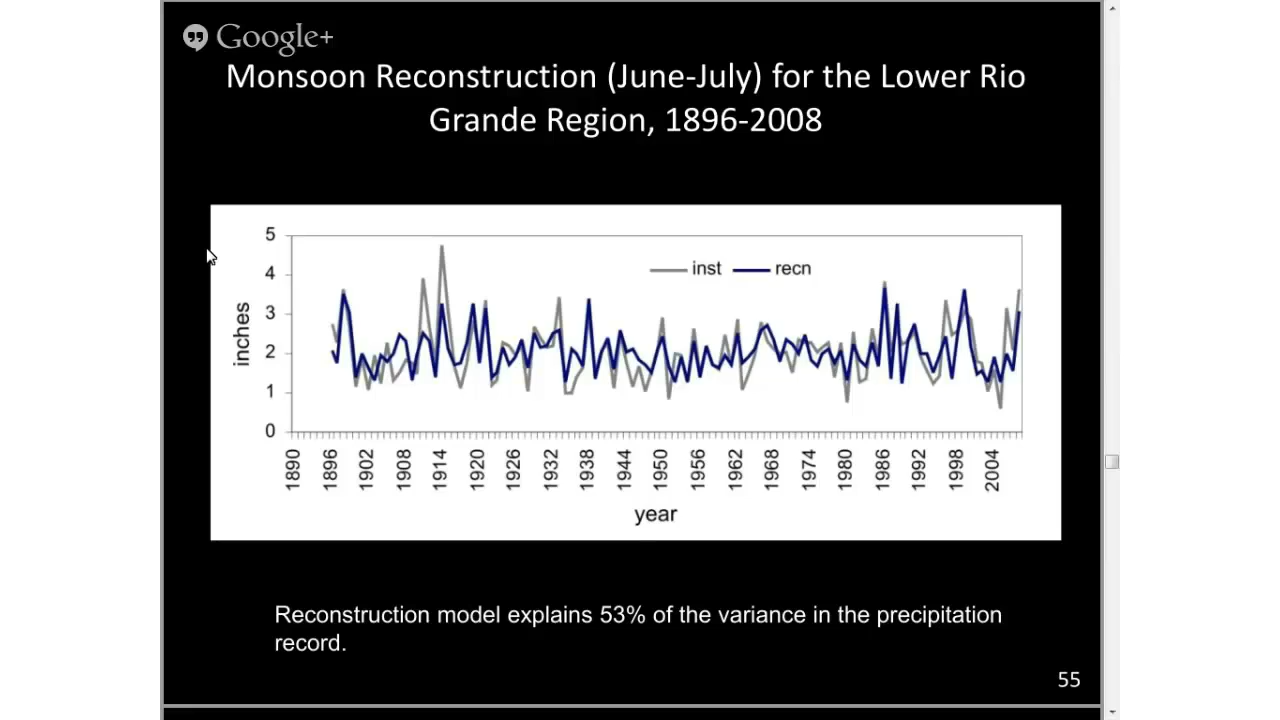 Google+
Monsoon Reconstruction (June-July) for the Lower Rio
Grande Region, 1896-2008
5
4
3
2
1
0
inches
inst
recn
1890 1896 1902 1908 1914 1920 1926 1932 1938 1944 1950 1956 1962 1968 1974 1980 1986 1992 1998 2004
year
Reconstruction model explains 53% of the variance in the precipitation
record.
55